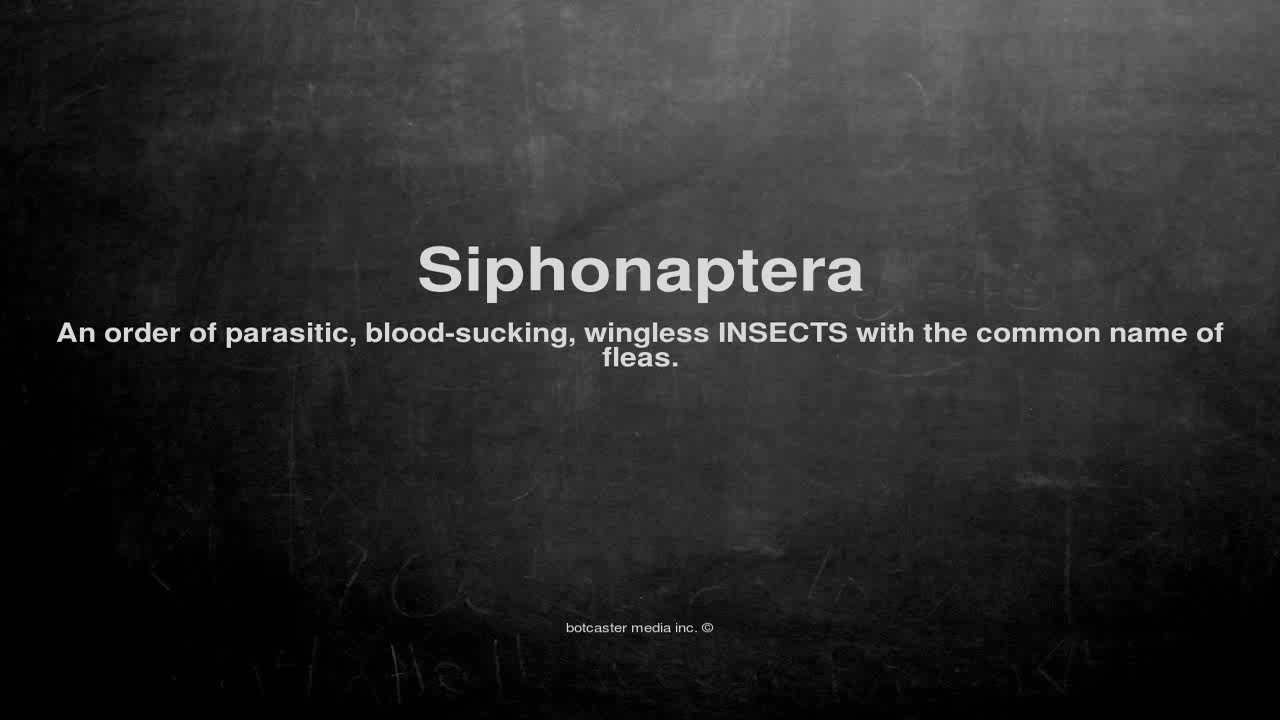 Siphonaptera
An order of parasitic, blood-sucking, wingless INSECTS with the common name of
fleas.
botcaster media inc. ©